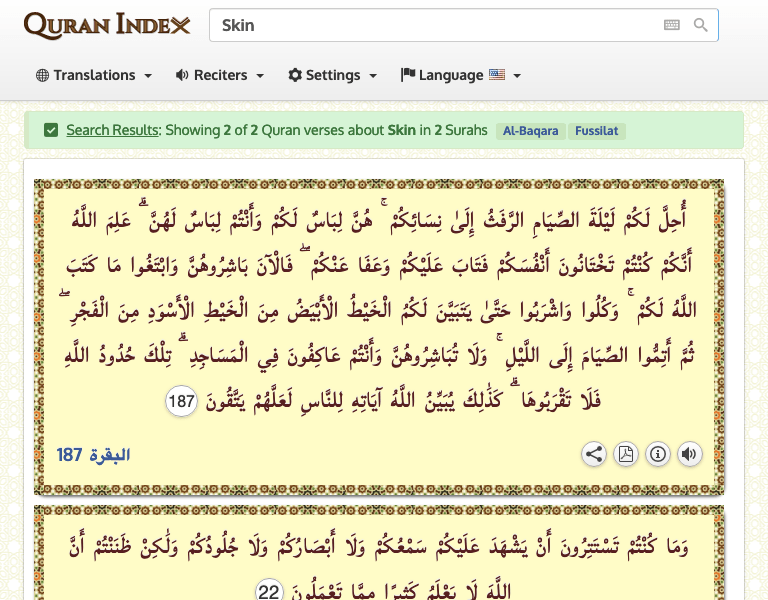 QURAN INDEX
Skin
Translations Reciters Settings Language
Search Results: Showing 2 of 2 Quran verses about Skin in 2 Surahs Al-Baqara Fussilat
أُحِلَّ لَكُمْ لَيْلَةَ الصِّيَامِ الرَّفَثُ إِلَىٰ نِسَائِكُمْ ۚ هُنَّ لِبَاسٌ لَكُمْ وَأَنْتُمْ لِبَاسٌ لَهُنَّ ۗ عَلِمَ اللَّهُ
أَنَّكُمْ كُنْتُمْ تَخْتَانُونَ أَنْفُسَكُمْ فَتَابَ عَلَيْكُمْ وَعَفَا عَنْكُمْ ۖ فَالْآنَ بَاشِرُوهُنَّ وَابْتَغُوا مَا كَتَبَ
اللَّهُ لَكُمْ ۚ وَكُلُوا وَاشْرَبُوا حَتَّىٰ يَتَبَيَّنَ لَكُمُ الْخَيْطُ الْأَبْيَضُ مِنَ الْخَيْطِ الْأَسْوَدِ مِنَ الْفَجْرِ ۖ
ثُمَّ أَتِمُّوا الصِّيَامَ إِلَى اللَّيْلِ ۚ وَلَا تُبَاشِرُوهُنَّ وَأَنْتُمْ عَاكِفُونَ فِي الْمَسَاجِدِ ۗ تِلْكَ حُدُودُ اللَّهِ
فَلَا تَقْرَبُوهَا ۗ كَذَٰلِكَ يُبَيِّنُ اللَّهُ آيَاتِهِ لِلنَّاسِ لَعَلَّهُمْ يَتَّقُونَ 187
البقرة 187
وَمَا كُنْتُمْ تَسْتَتِرُونَ أَنْ يَشْهَدَ عَلَيْكُمْ سَمْعُكُمْ وَلَا أَبْصَارُكُمْ وَلَا جُلُودُكُمْ وَلَٰكِنْ ظَنَنْتُمْ أَنَّ
اللَّهَ لَا يَعْلَمُ كَثِيرًا مِمَّا تَعْمَلُونَ 22